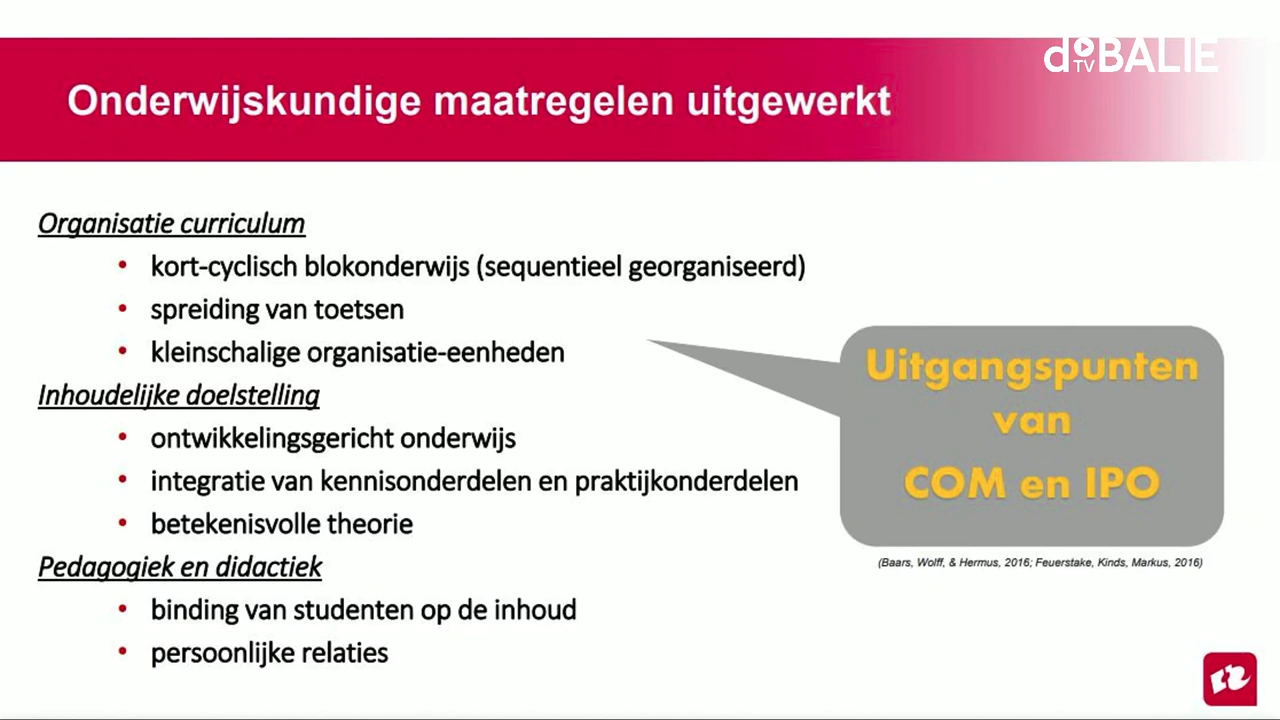 dTVBALIE
Onderwijskundige maatregelen uitgewerkt
Organisatie curriculum
• kort-cyclisch blokonderwijs (sequentieel georganiseerd)
• spreiding van toetsen
• kleinschalige organisatie-eenheden
Inhoudelijke doelstelling
• ontwikkelingsgericht onderwijs
• integratie van kennisonderdelen en praktijkonderdelen
• betekenisvolle theorie
Pedagogiek en didactiek
• binding van studenten op de inhoud
• persoonlijke relaties
Uitgangspunten
van
COM en IPO
(Baars, Wolff, & Hermus, 2016; Feuerstake, Kinds, Markus, 2016)